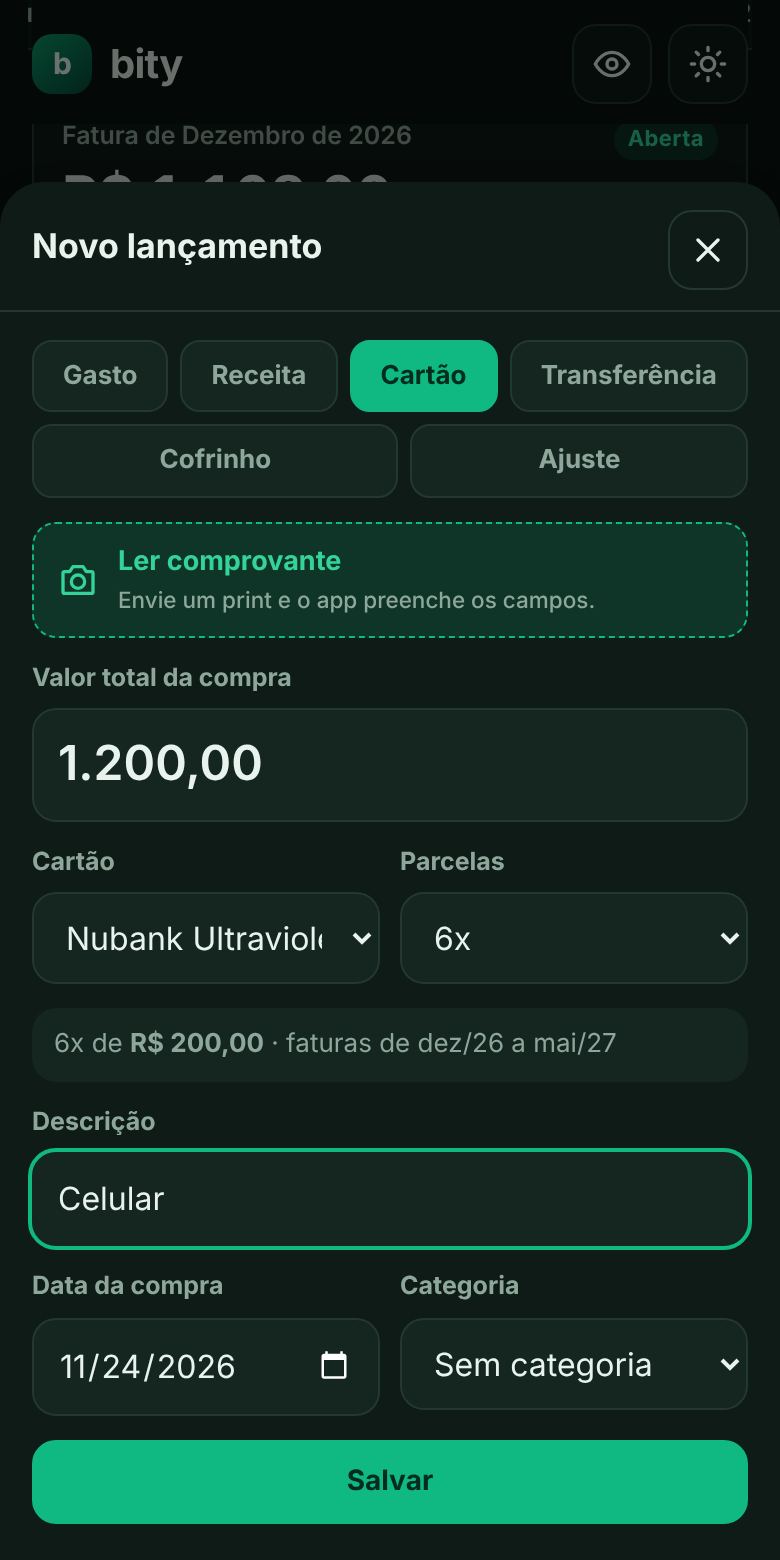 b bity
Fatura de Dezembro de 2026
Aberta
Novo lançamento
Gasto Receita Cartão Transferência
Cofrinho Ajuste
Ler comprovante
Envie um print e o app preenche os campos.
Valor total da compra
1.200,00
Cartão Parcelas
Nubank Ultraviol 6x
6x de R$ 200,00 · faturas de dez/26 a mai/27
Descrição
Celular
Data da compra Categoria
11/24/2026 Sem categoria
Salvar